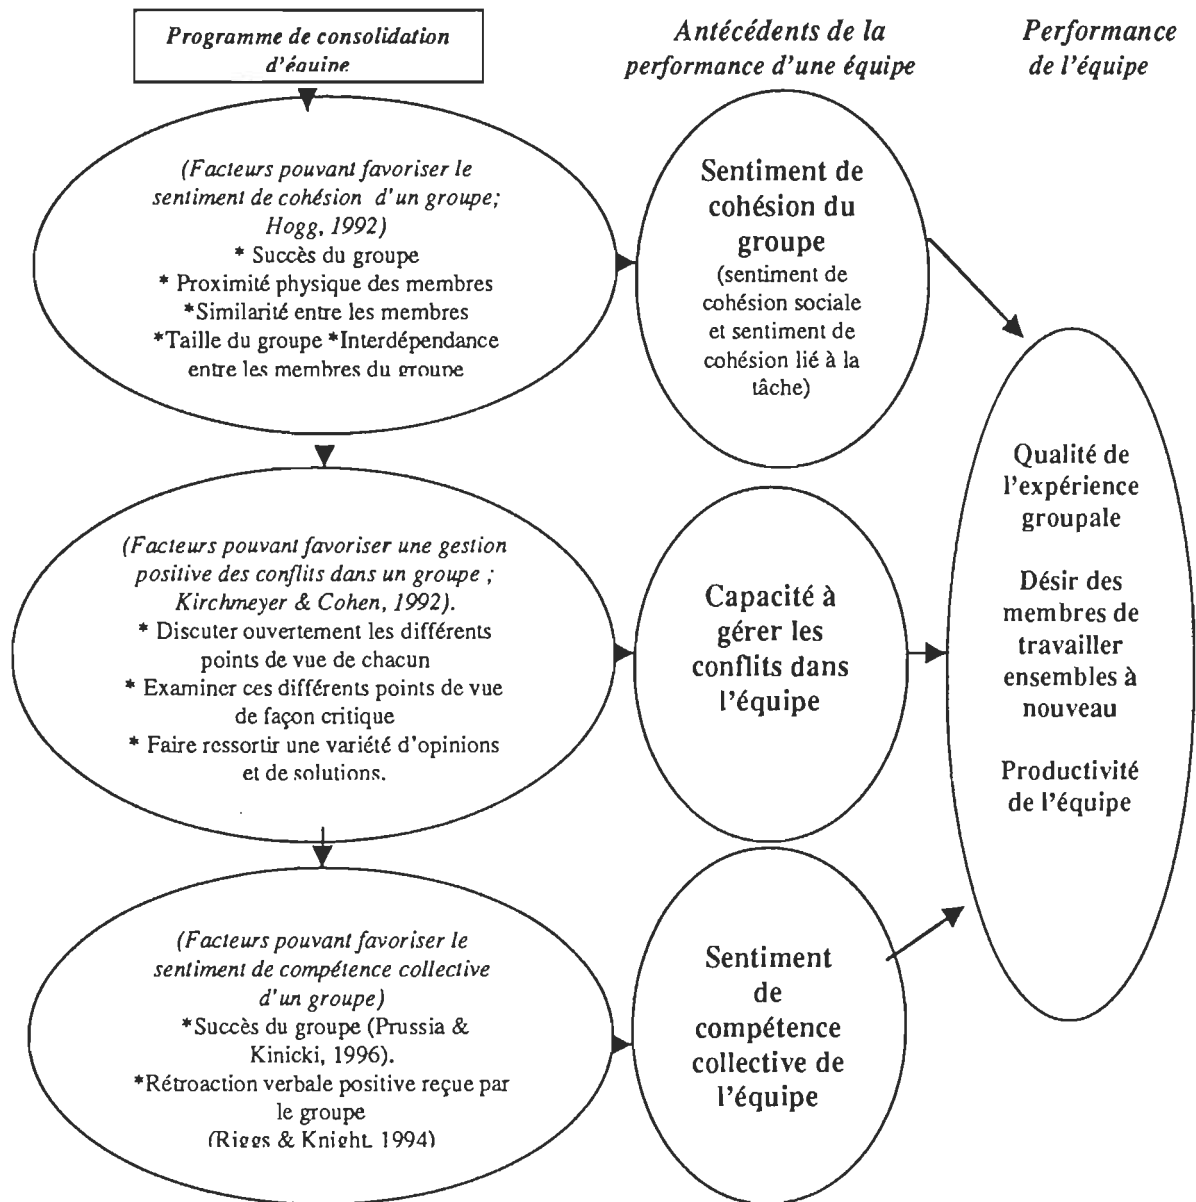 Programme de consolidation
d'équipe
Antécédents de la
performance d'une équipe
Performance
de l'équipe
(Facteurs pouvant favoriser le
sentiment de cohésion d'un groupe;
Hogg, 1992)
* Succès du groupe
* Proximité physique des membres
*Similarité entre les membres
*Taille du groupe *Interdépendance
entre les membres du groupe
Sentiment de
cohésion du
groupe
(sentiment de
cohésion sociale
et sentiment de
cohésion lié à la
tâche)
(Facteurs pouvant favoriser une gestion
positive des conflits dans un groupe ;
Kirchmeyer & Cohen, 1992).
* Discuter ouvertement les différents
points de vue de chacun
* Examiner ces différents points de vue
de façon critique
* Faire ressortir une variété d'opinions
et de solutions.
Capacité à
gérer les
conflits dans
l'équipe
Qualité de
l'expérience
groupale
Désir des
membres de
travailler
ensembles à
nouveau
Productivité
de l'équipe
(Facteurs pouvant favoriser le
sentiment de compétence collective
d'un groupe)
*Succès du groupe (Prussia &
Kinicki, 1996).
*Rétroaction verbale positive reçue par
le groupe
(Riggs & Knight, 1994)
Sentiment
de
compétence
collective de
l'équipe